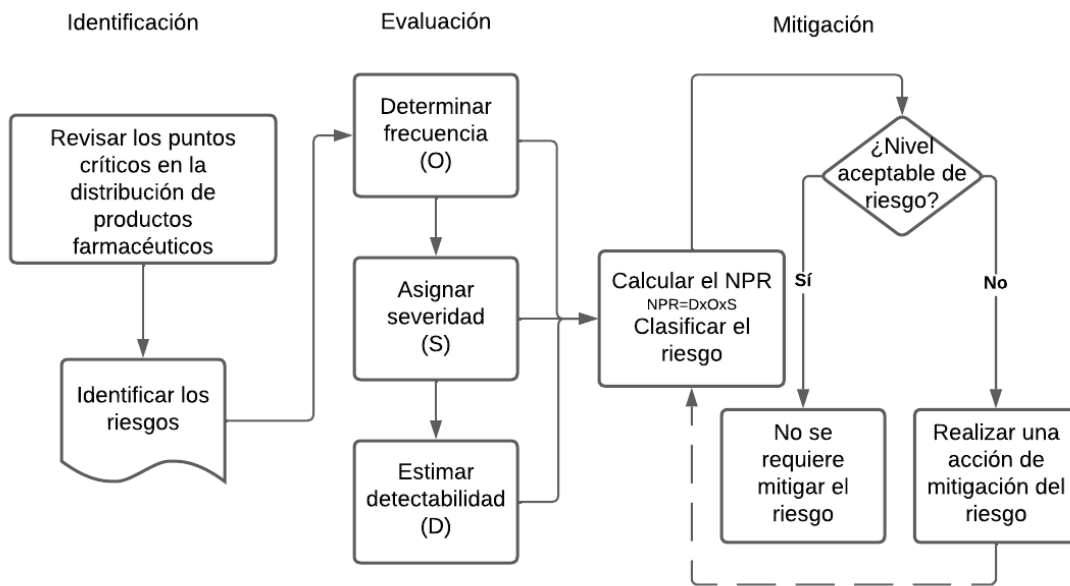 Identificación
Evaluación
Mitigación
Revisar los puntos
críticos en la
distribución de
productos
farmacéuticos
Identificar los
riesgos
Determinar
frecuencia
(O)
Asignar
severidad
(S)
Estimar
detectabilidad
(D)
Calcular el NPR
NPR=DxOxS
Clasificar el
riesgo
¿Nivel
aceptable de
riesgo?
Sí
No
No se
requiere
mitigar el
riesgo
Realizar una
acción de
mitigación del
riesgo